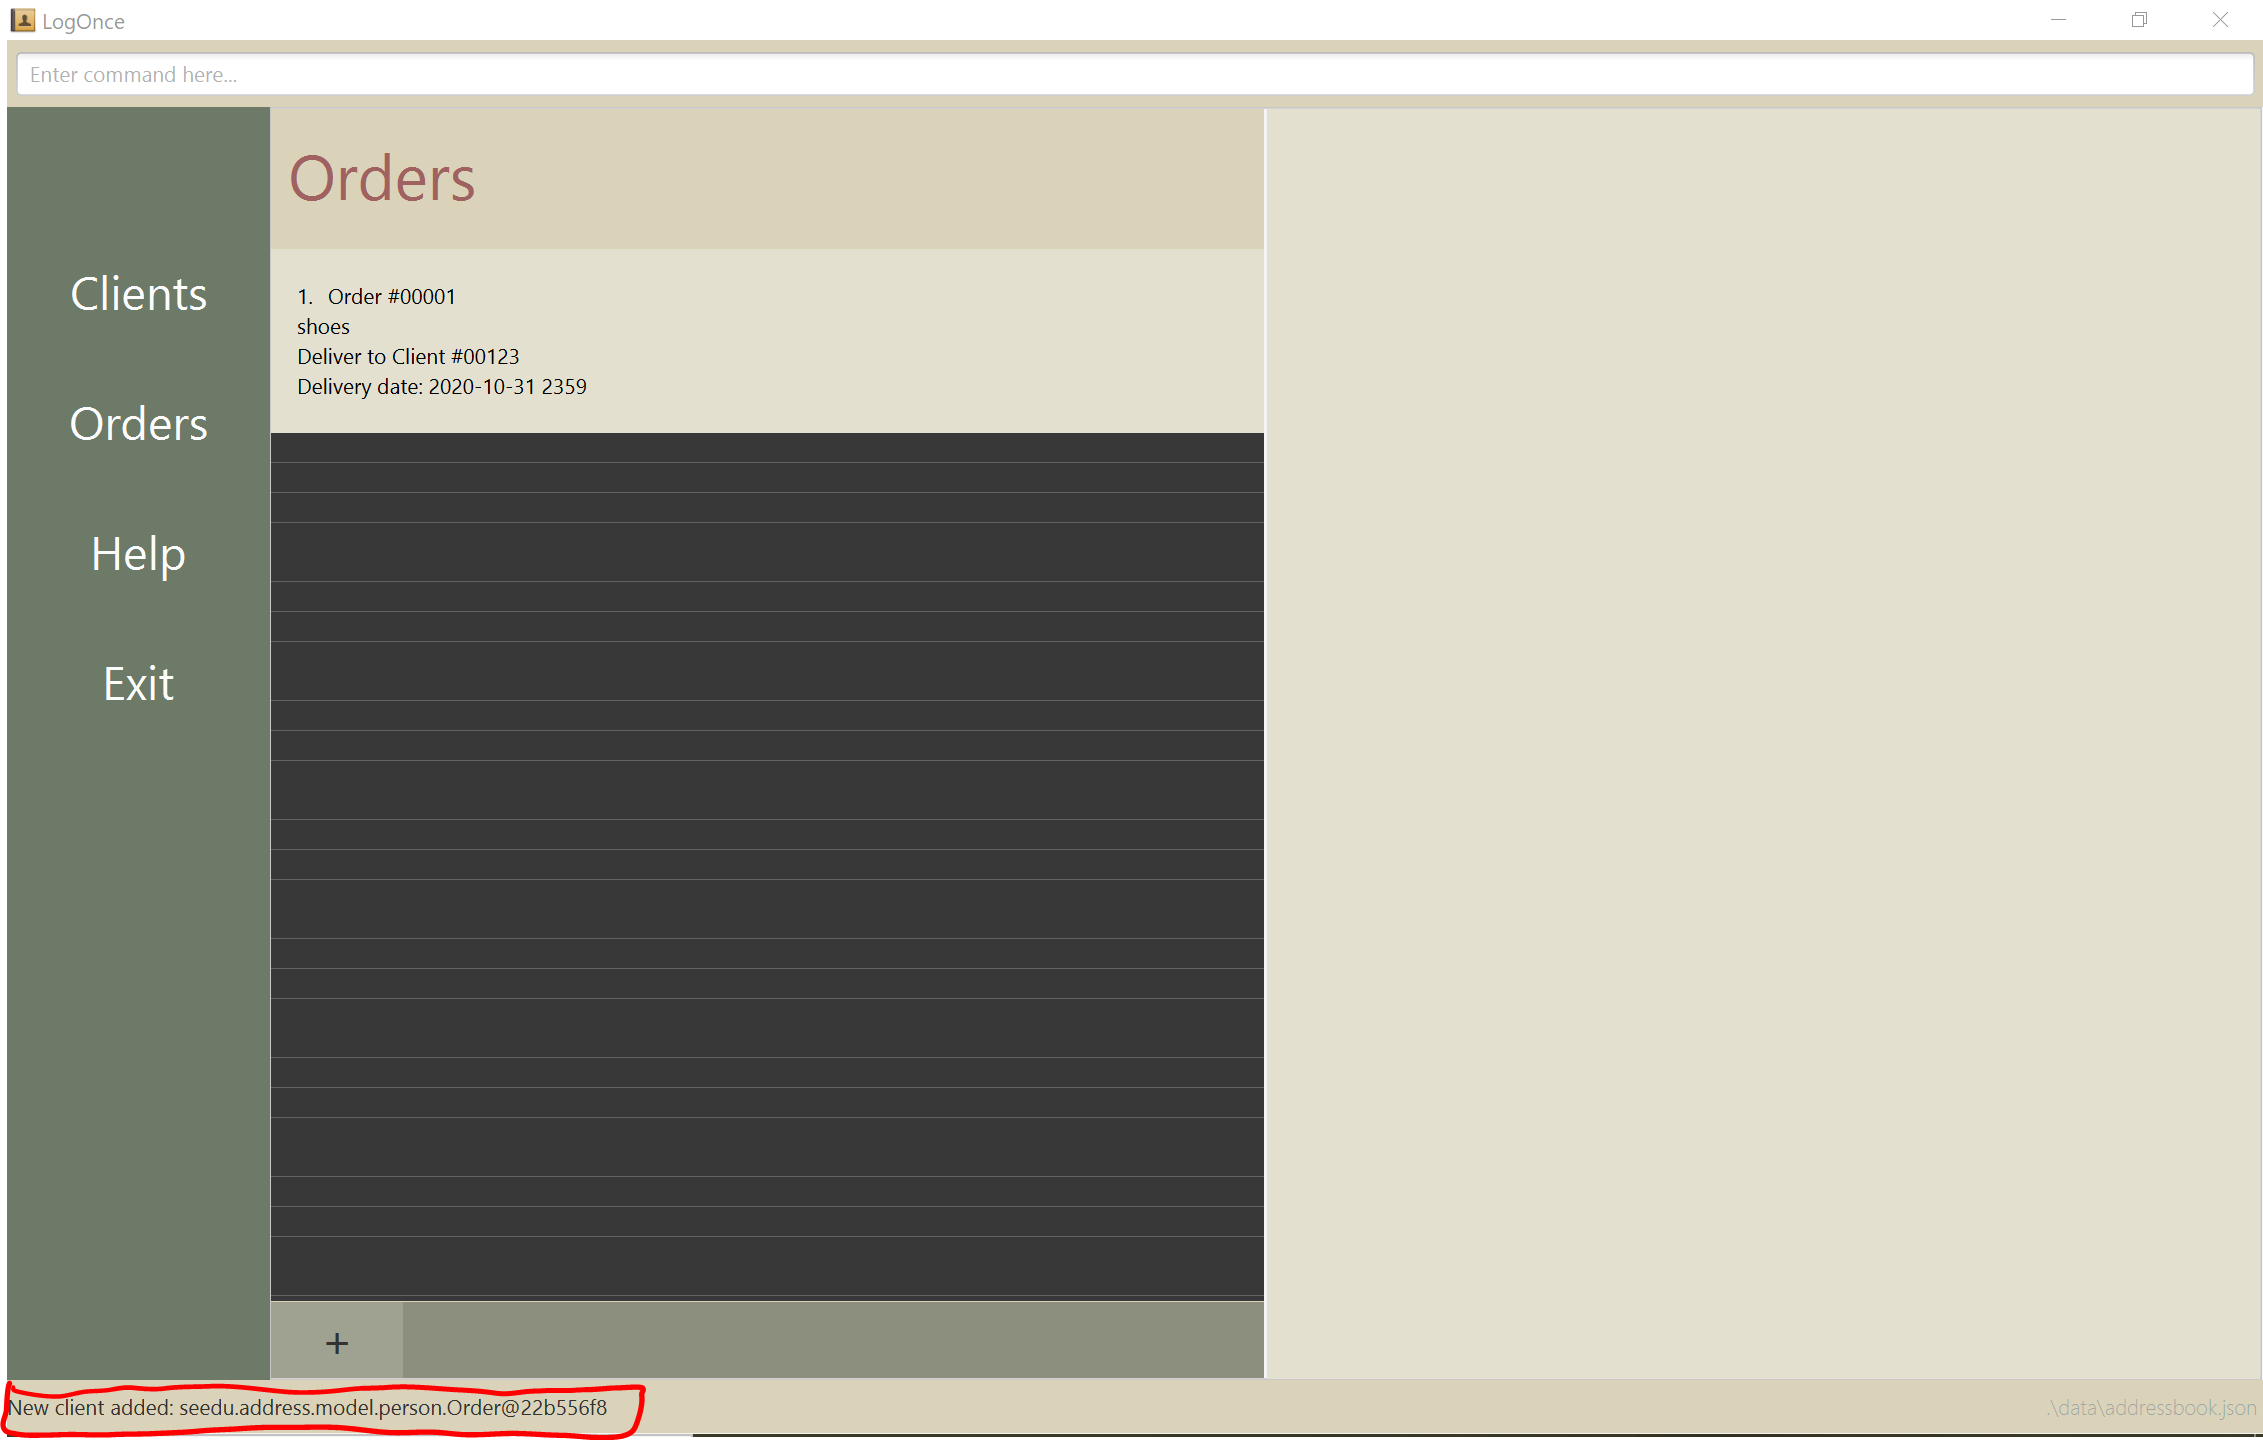 LogOnce
Enter command here...
Clients
Orders
Help
Exit
Orders
1. Order #00001
shoes
Deliver to Client #00123
Delivery date: 2020-10-31 2359
+
New client added: seedu.address.model.person.Order@22b556f8
.\data\addressbook.json